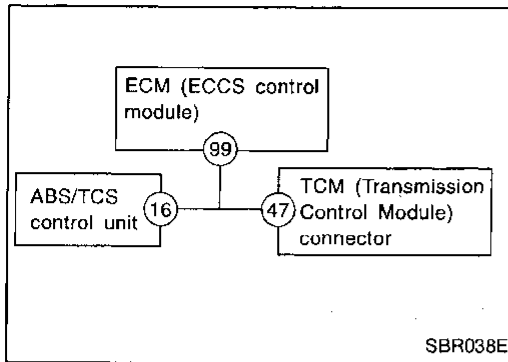 ECM (ECCS control
module)
99
ABS/TCS
control unit
16
47
TCM (Transmission
Control Module)
connector
SBR038E